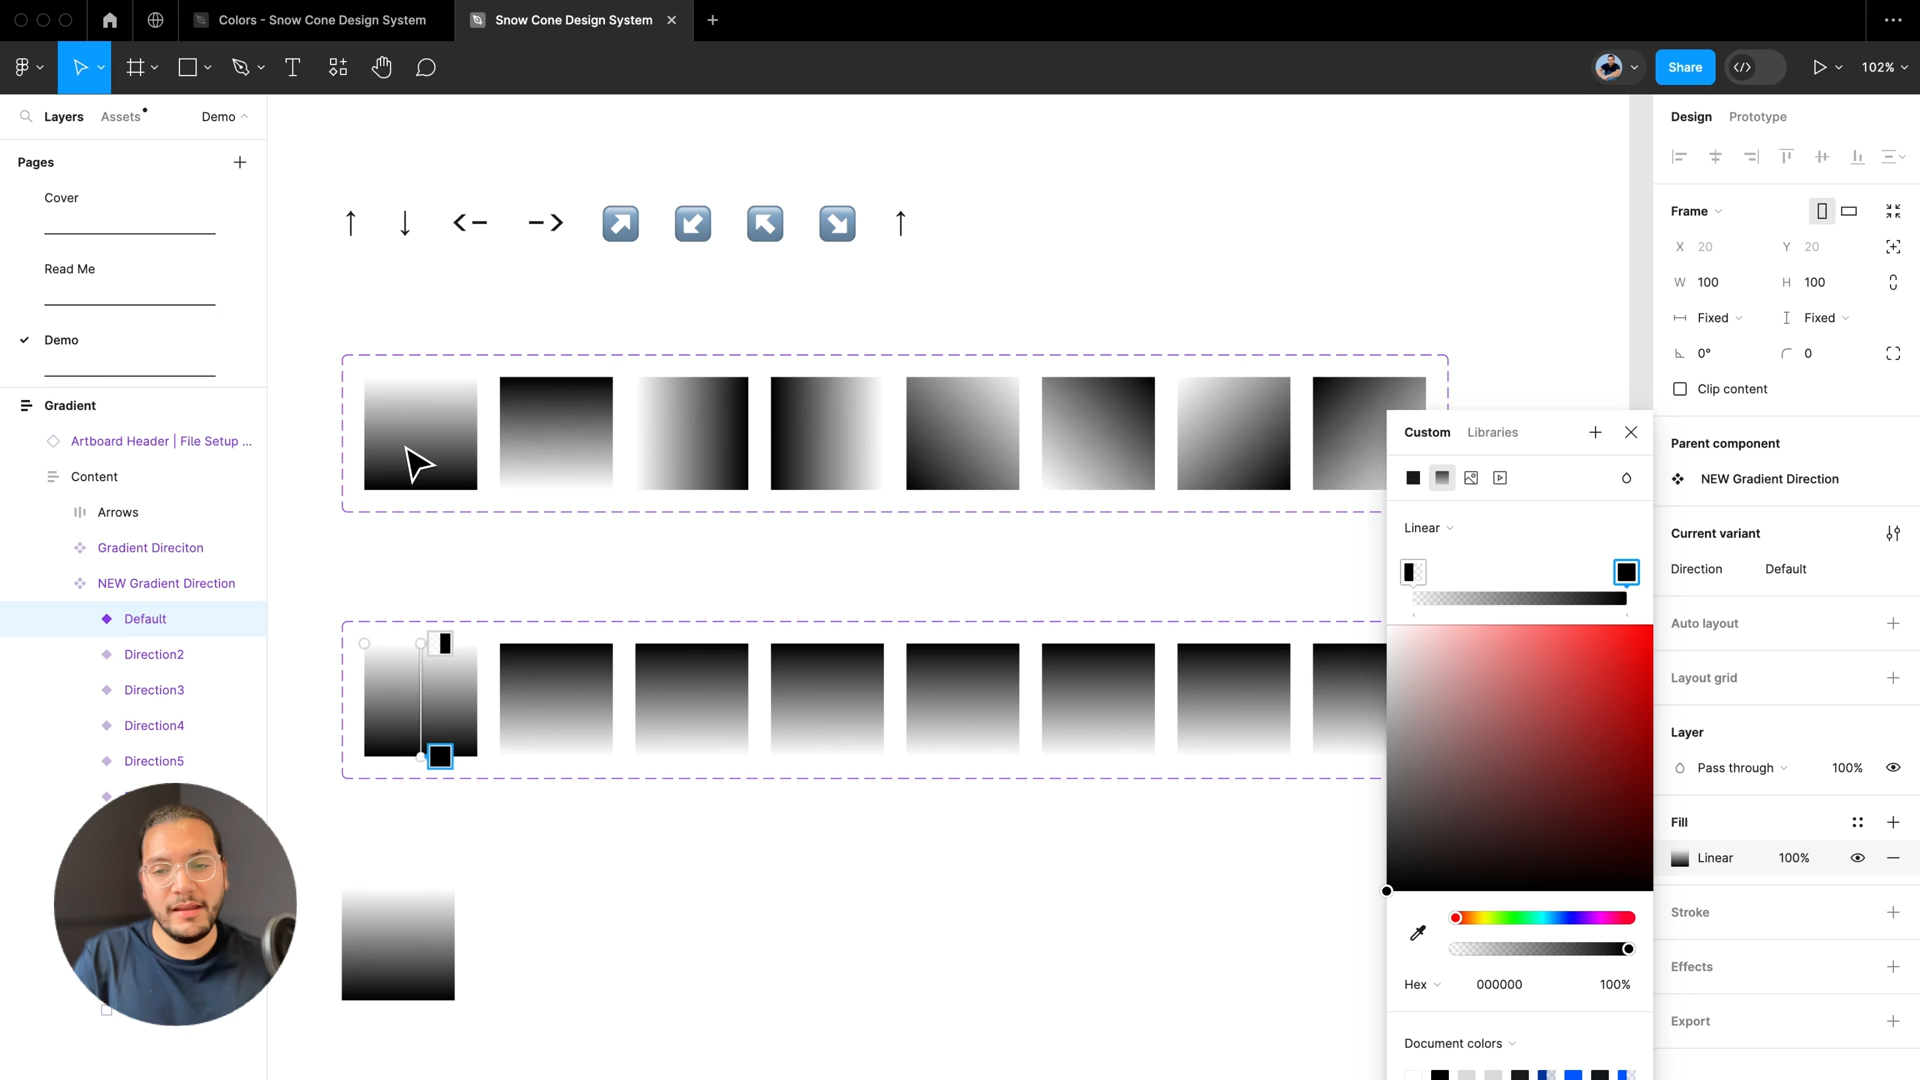 Colors - Snow Cone Design System
Snow Cone Design System
Share
102%
Layers
Assets
Demo
Pages
Cover
Read Me
Demo
Gradient
Artboard Header | File Setup ...
Content
Arrows
Gradient Direciton
NEW Gradient Direction
Default
Direction2
Direction3
Direction4
Direction5
↑ ↓ <- -> ↗ ↙ ↖ ↘ ↑
Custom
Libraries
Linear
Hex
000000
100%
Document colors
Design
Prototype
Frame
X 20
Y 20
W 100
H 100
Fixed
Fixed
0°
0
Clip content
Parent component
NEW Gradient Direction
Current variant
Direction
Default
Auto layout
Layout grid
Layer
Pass through
100%
Fill
Linear
100%
Stroke
Effects
Export